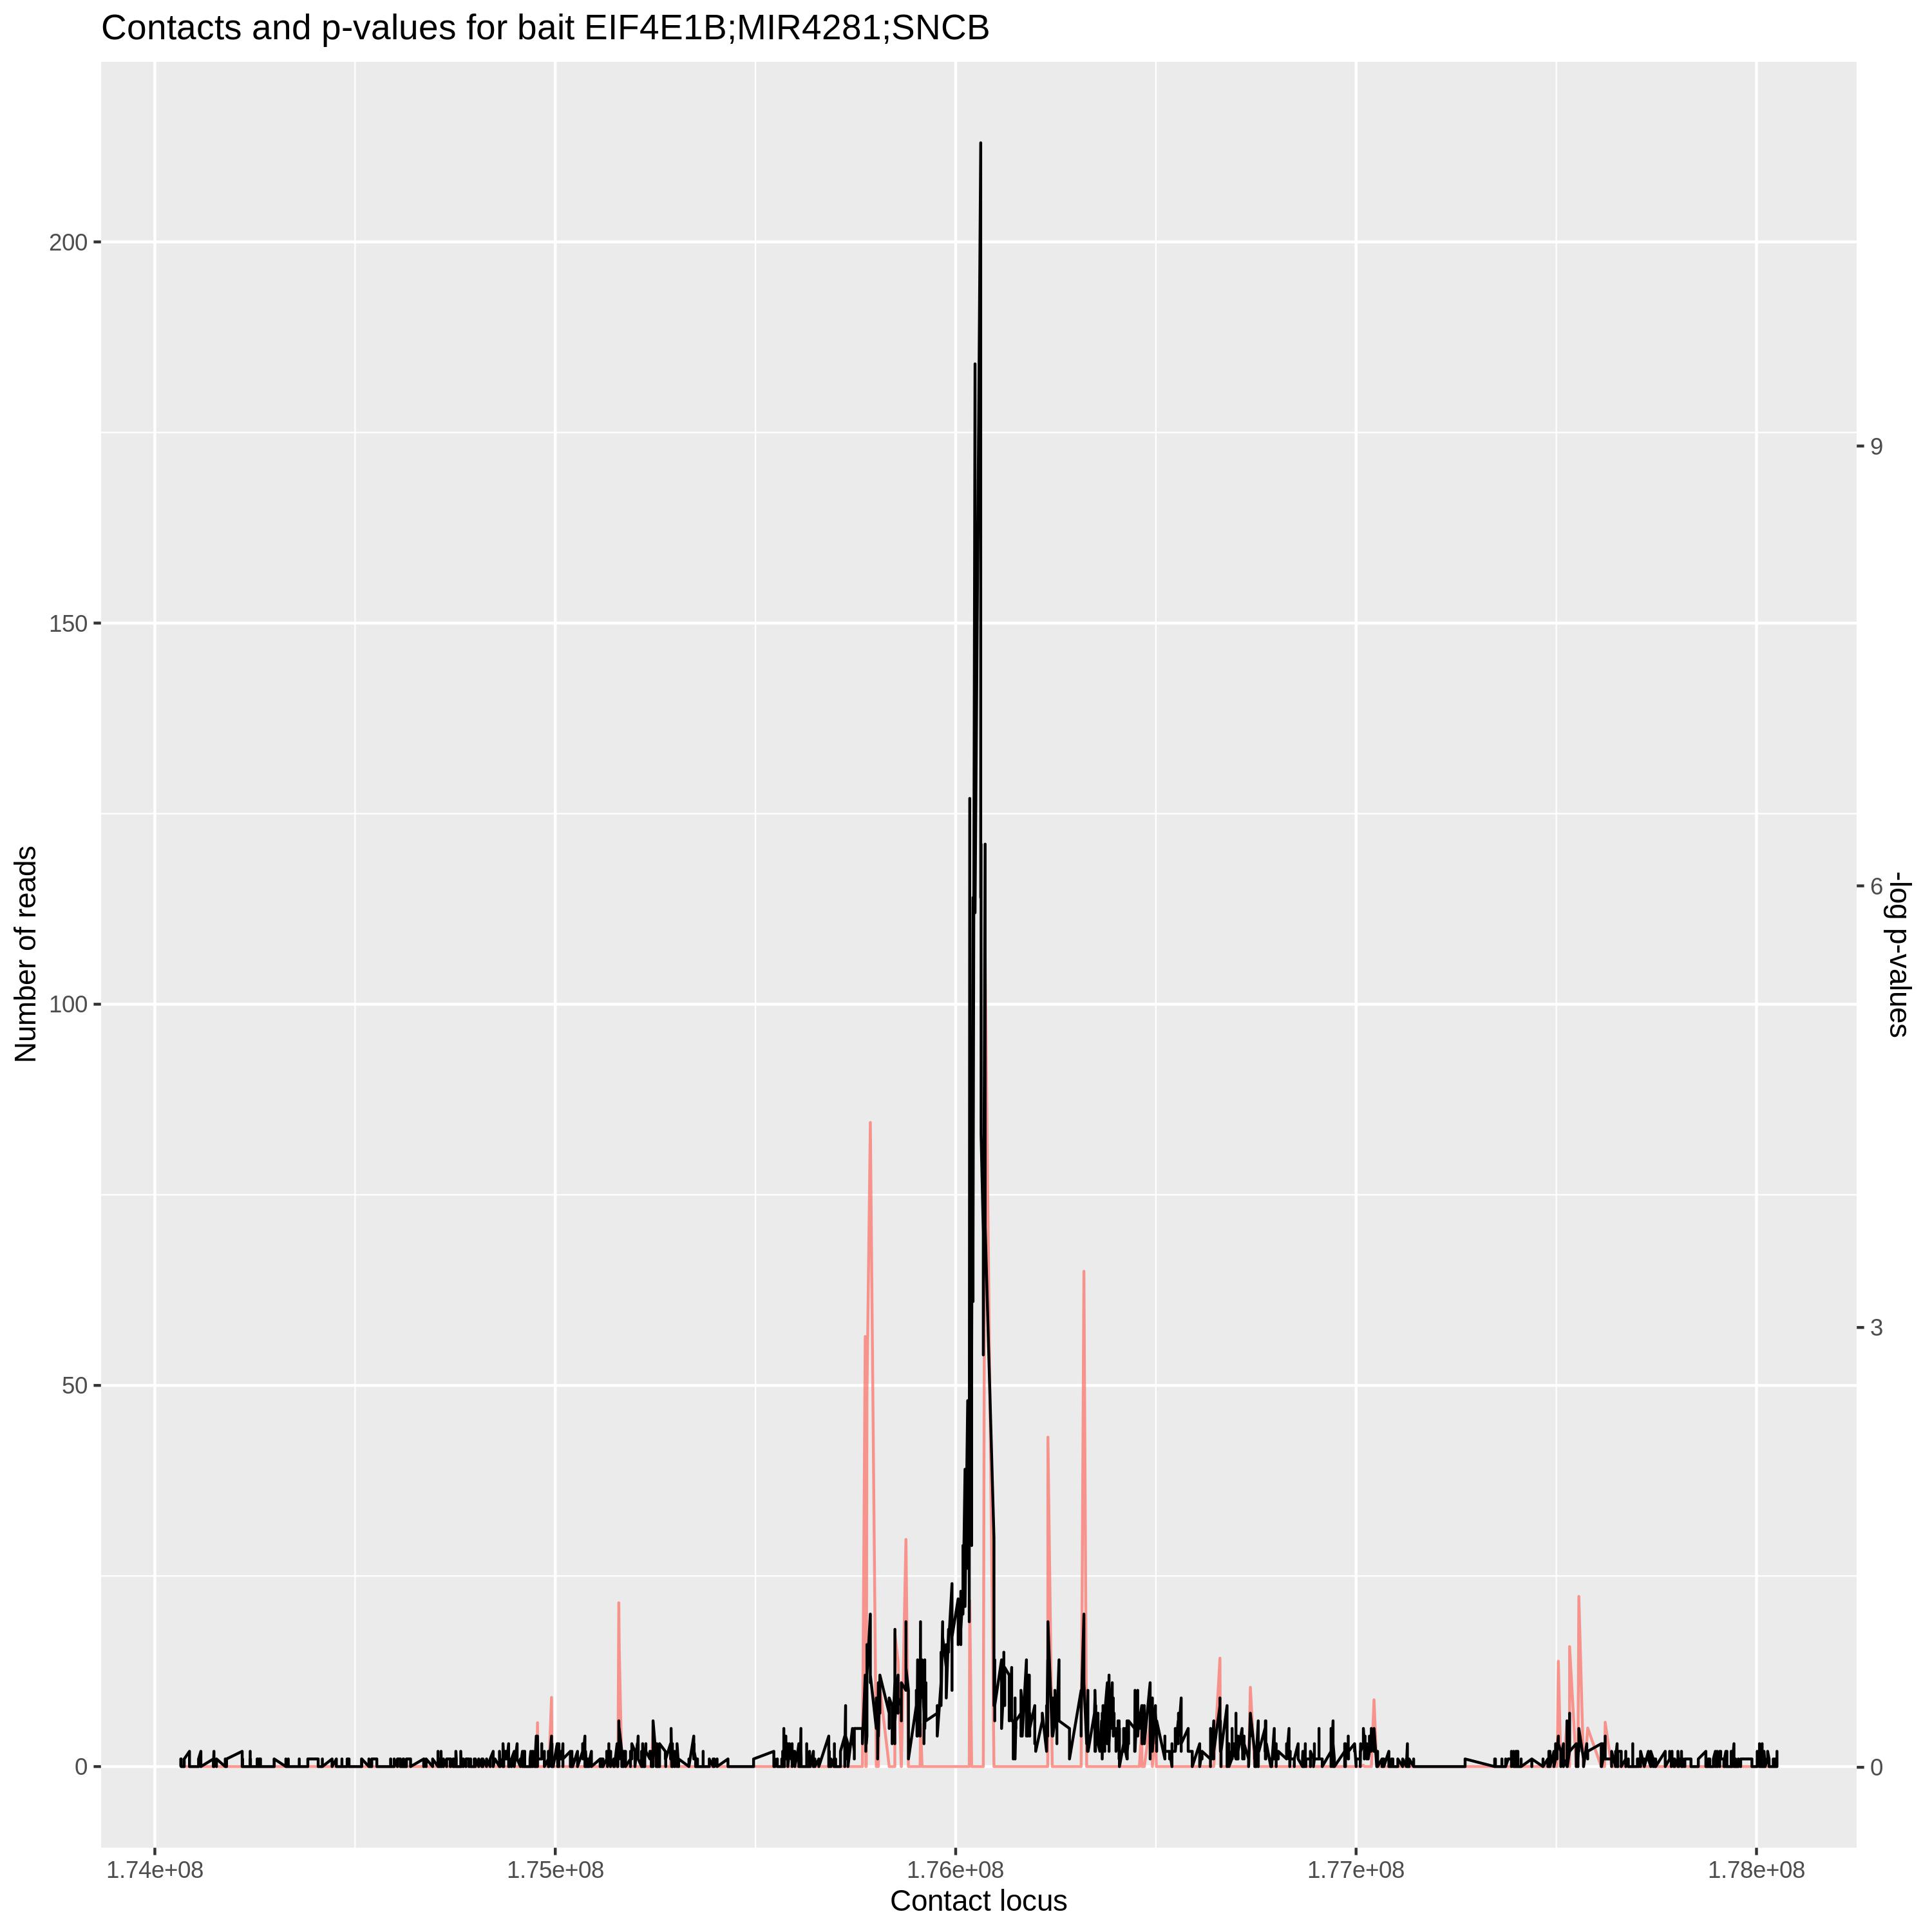 Contacts and p-values for bait EIF4E1B;MIR4281;SNCB
200
150
100
50
0
Number of reads
9
6
3
0
-log p-values
1.74e+08
1.75e+08
1.76e+08
1.77e+08
1.78e+08
Contact locus